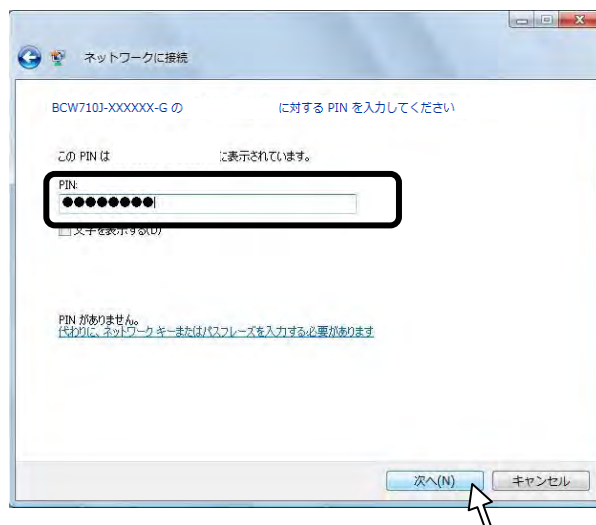 ネットワークに接続
BCW710J-XXXXXX-G の に対する PIN を入力してください
この PIN は に表示されています。
PIN:
●●●●●●●●
文字を表示する(D)
PIN がありません。
代わりに、ネットワーク キーまたはパスフレーズを入力する必要があります
次へ(N)
キャンセル